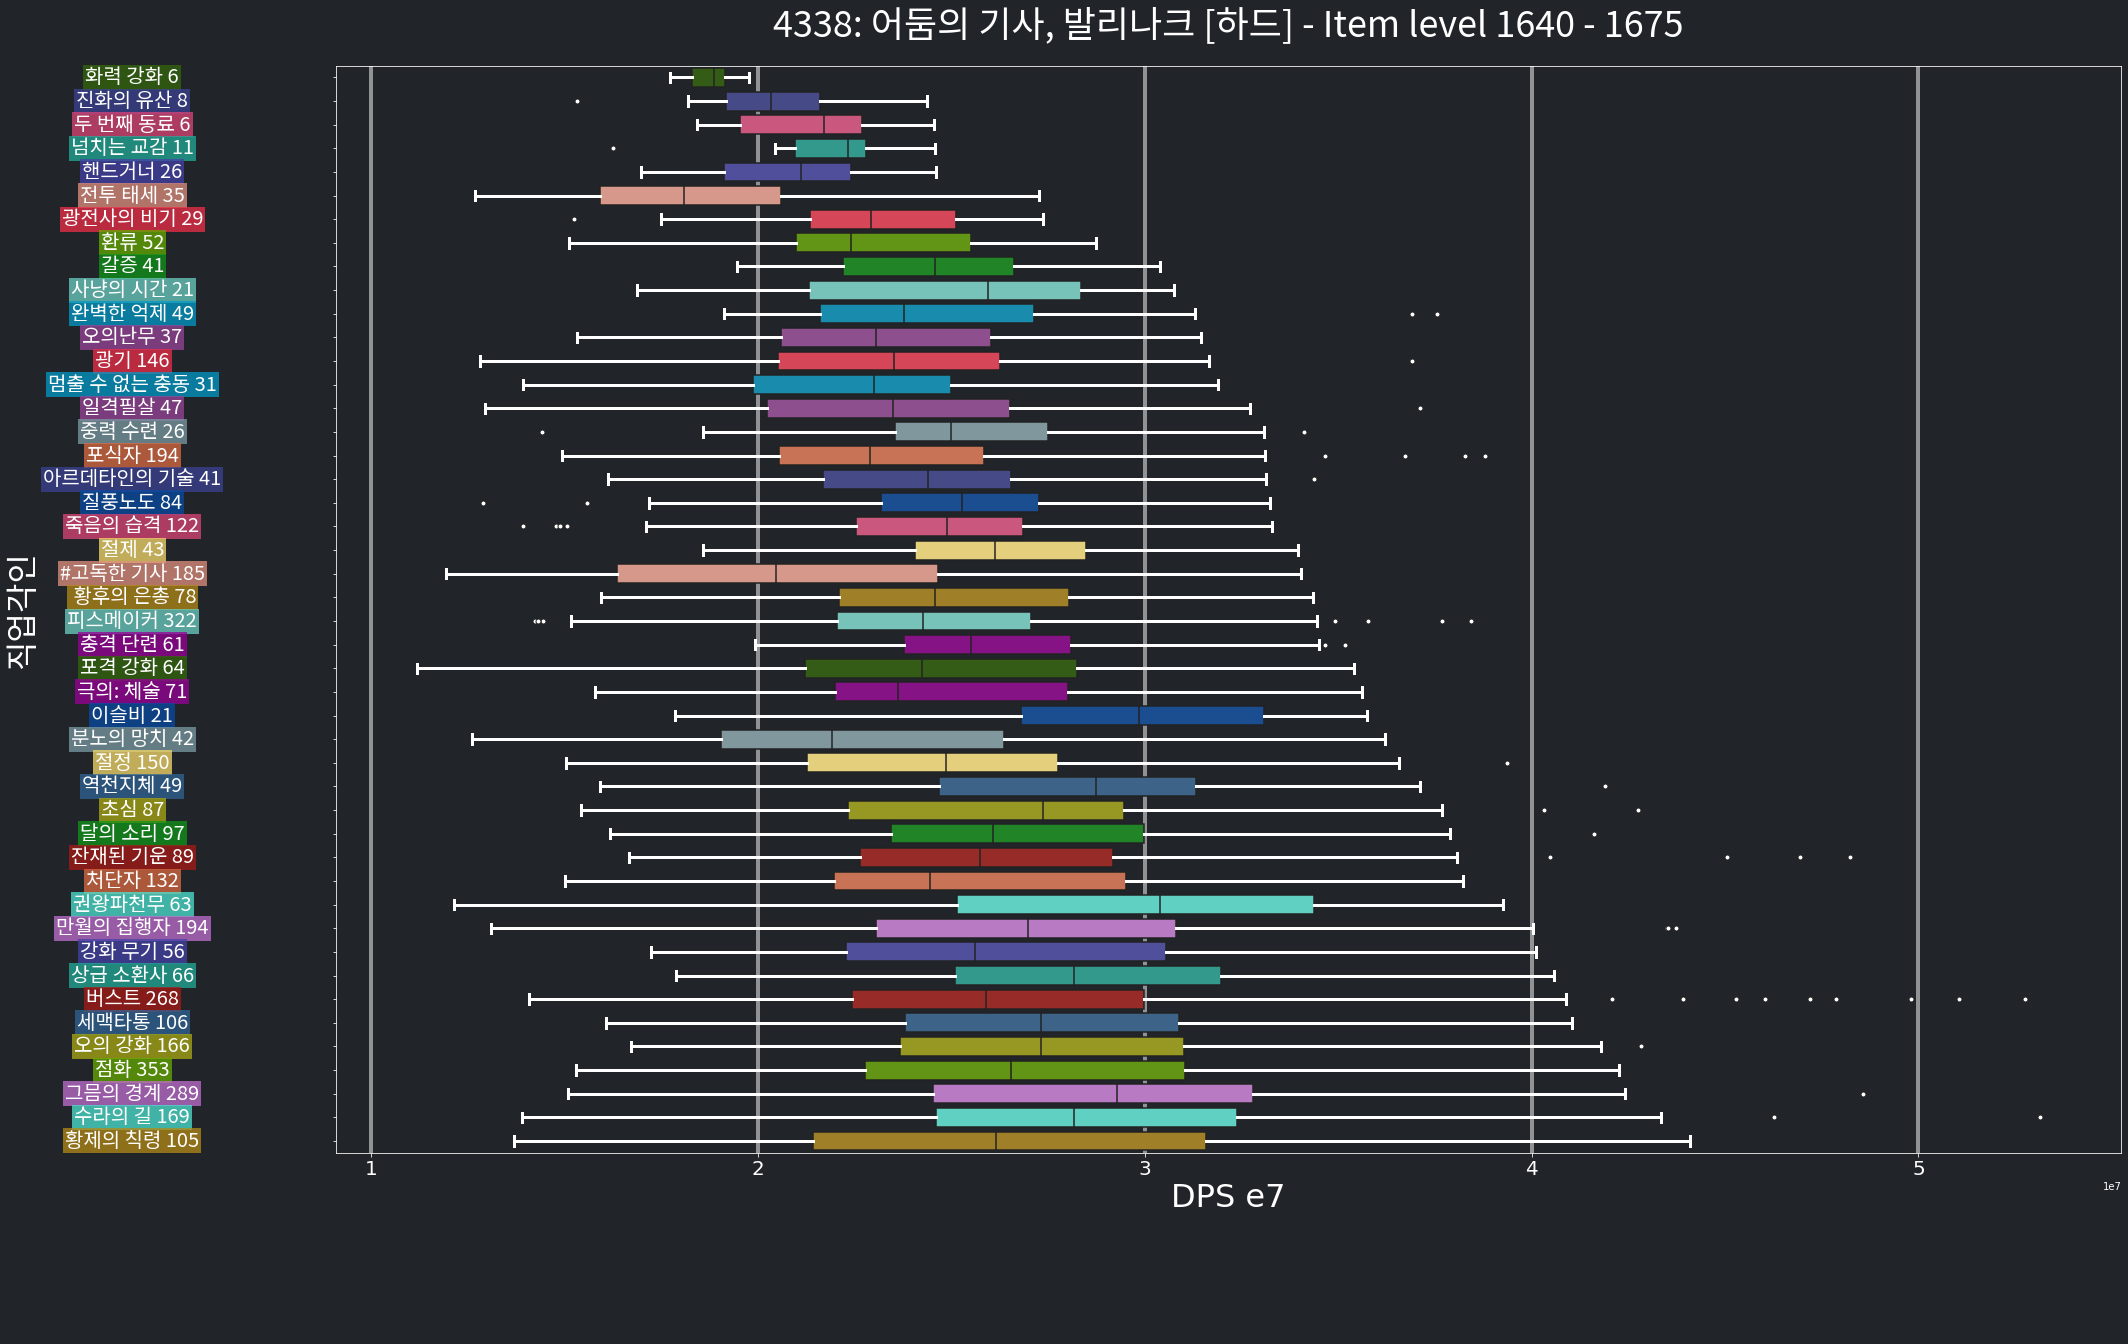 4338: 어둠의 기사, 발리나크 [하드] - Item level 1640 - 1675
직업각인
화력 강화 6
진화의 유산 8
두 번째 동료 6
넘치는 교감 11
핸드거너 26
전투 태세 35
광전사의 비기 29
환류 52
갈증 41
사냥의 시간 21
완벽한 억제 49
오의난무 37
광기 146
멈출 수 없는 충동 31
일격필살 47
중력 수련 26
포식자 194
아르데타인의 기술 41
질풍노도 84
죽음의 습격 122
절제 43
#고독한 기사 185
황후의 은총 78
피스메이커 322
충격 단련 61
포격 강화 64
극의: 체술 71
이슬비 21
분노의 망치 42
절정 150
역천지체 49
초심 87
달의 소리 97
잔재된 기운 89
처단자 132
권왕파천무 63
만월의 집행자 194
강화 무기 56
상급 소환사 66
버스트 268
세맥타통 106
오의 강화 166
점화 353
그믐의 경계 289
수라의 길 169
황제의 칙령 105
1 2 3 4 5
1e7
DPS e7